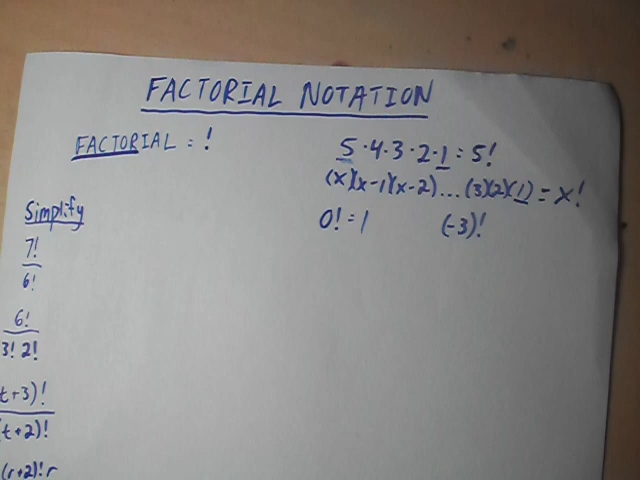 FACTORIAL NOTATION
FACTORIAL = !
5·4·3·2·1 = 5!
(x)(x-1)(x-2)...(3)(2)(1) = x!
0! = 1
(-3)!
Simplify
7!
6!
6!
3! 2!
t+3)!
(t+2)!
(r+2)! r